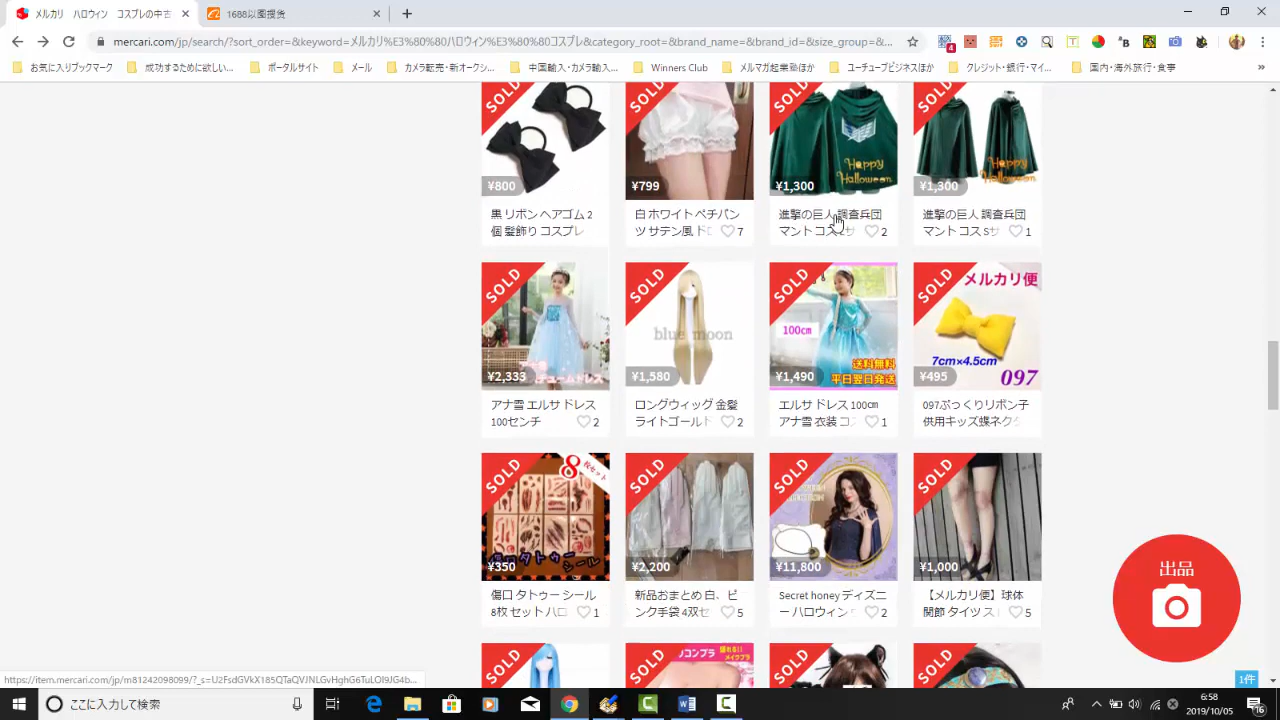 メルカリ　ハロウィン　コスプレの中古
1688以圖搜货
mercari.com/jp/search/?sort_order=&keyword=メルカリ%E3%80%80ハロウィン%E3%80%80コスプレ&category_root=&brand_name=&brand_id=&size_group=&...
4
お気に入りブックマーク
成功するために欲しい...
ポータルサイト
メール
カメラ転売・新オークシ...
中国輸入・カメラ輸入...
Winners Club
メルマガ起業塾ほか
ユーチューブビジネスほか
クレジット・銀行・マイ...
国内・海外旅行・食事
SOLD
SOLD
SOLD
SOLD
Happy Halloween
Happy Halloween
¥800
¥799
¥1,300
¥1,300
黒 リボン ヘアゴム 2
個 髪飾り コスプレ
白 ホワイト ペチパン
ツ サテン風 ド
7
進撃の巨人 調査兵団
マント コス
2
進撃の巨人 調査兵団
マント コス Sサ
1
SOLD
SOLD
SOLD
SOLD
メルカリ便
blue moon
100㎝
送料無料
平日翌日発送
7cm×4.5cm
097
¥2,333
¥1,580
¥1,490
¥495
アナ雪 エルサ ドレス
100センチ
2
ロングウィッグ 金髪
ライトゴールド
2
エルサ ドレス 100㎝
アナ雪 衣装 コ
1
097ぷっくりリボン子
供用キッズ蝶ネク
SOLD
SOLD
SOLD
SOLD
8
枚セット
傷口タトゥー
シール
¥350
¥2,200
¥11,800
¥1,000
傷口 タトゥー シール
8枚 セット ハロ
1
新品おまとめ 白、ピ
ンク手袋 4双セ
5
Secret honey ディズニ
ー ハロウィン
2
【メルカリ便】球体
関節 タイツ ス
5
SOLD
SOLD
SOLD
SOLD
出品
1件
ここに入力して検索
6:58
2019/10/05
16